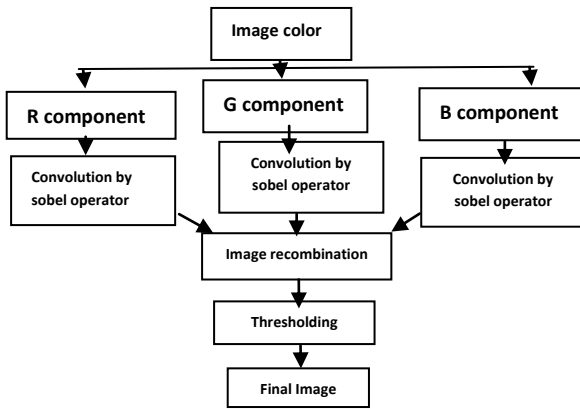 Image color
R component
G component
B component
Convolution by
sobel operator
Convolution by
sobel operator
Convolution by
sobel operator
Image recombination
Thresholding
Final Image